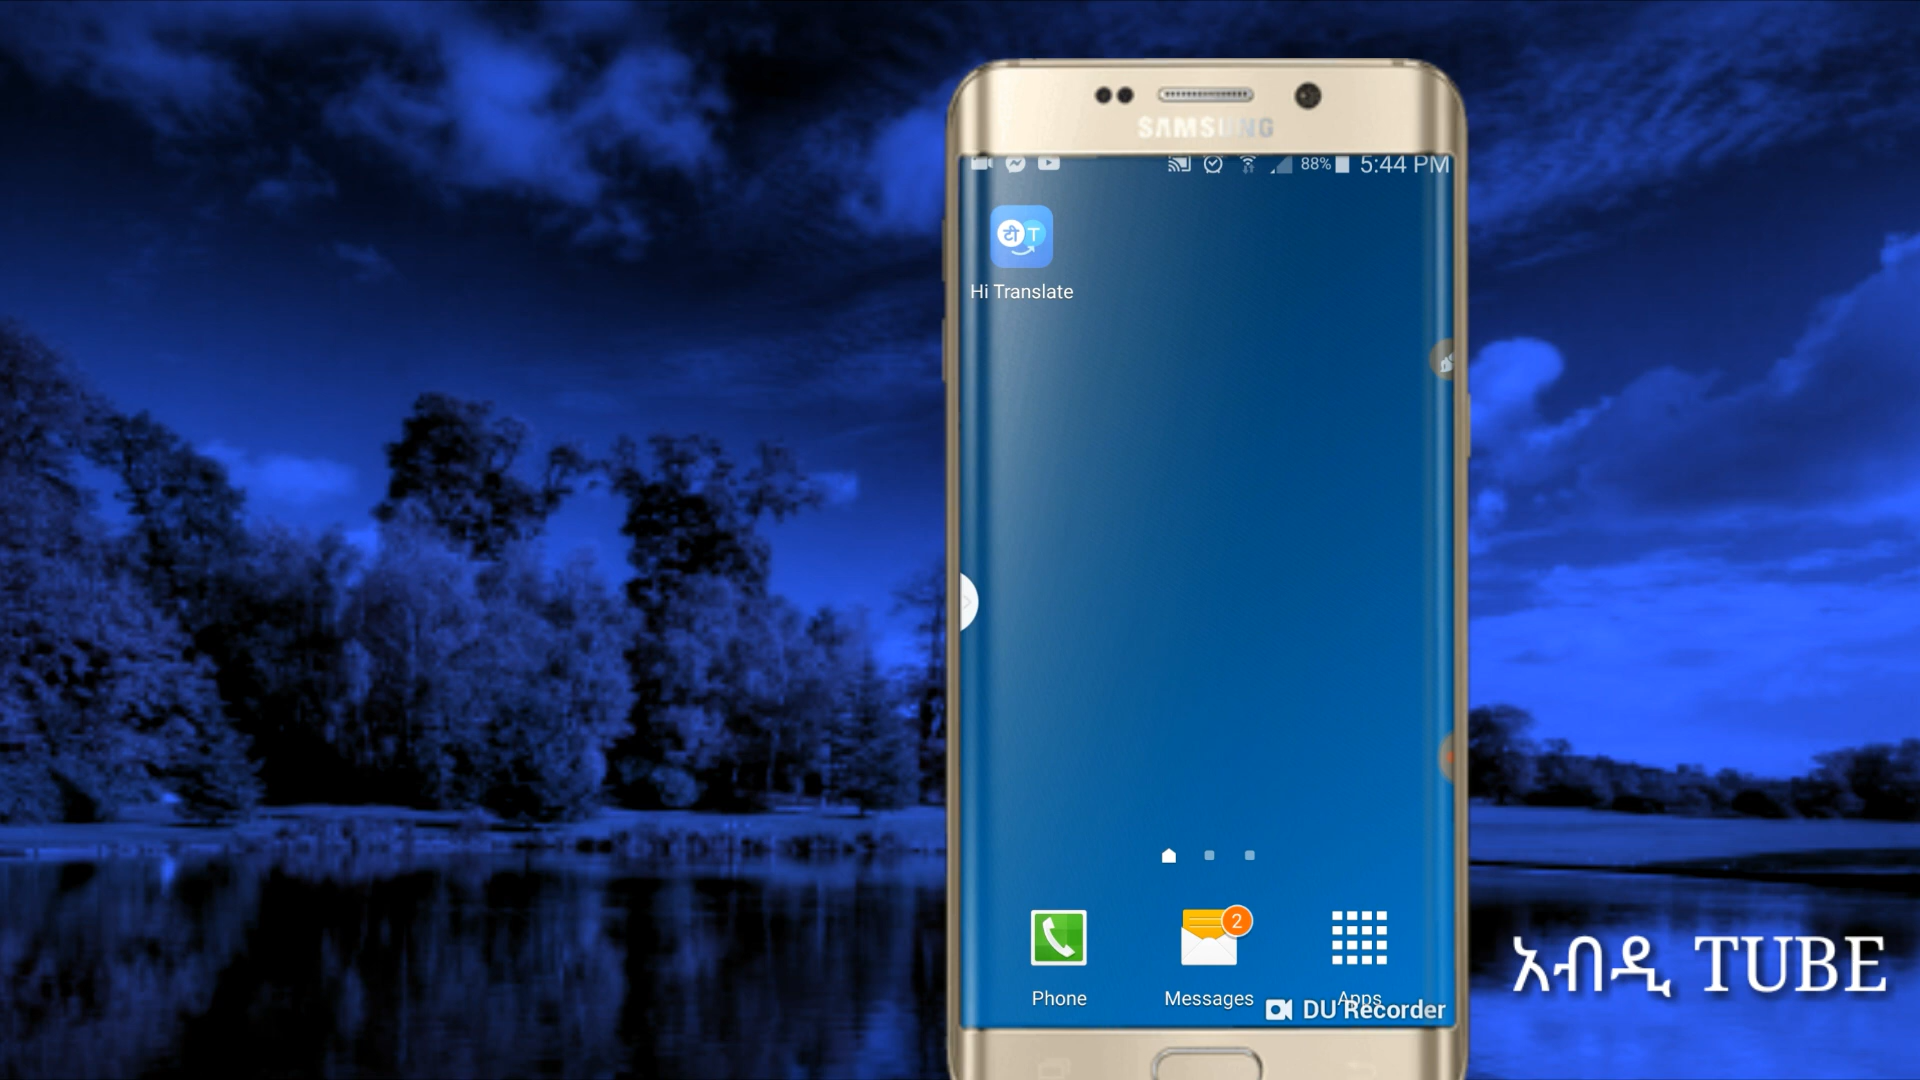 SAMSUNG
88% 5:44 PM
टी T
Hi Translate
2
Phone
Messages
Apps
DU Recorder
አብዲ TUBE